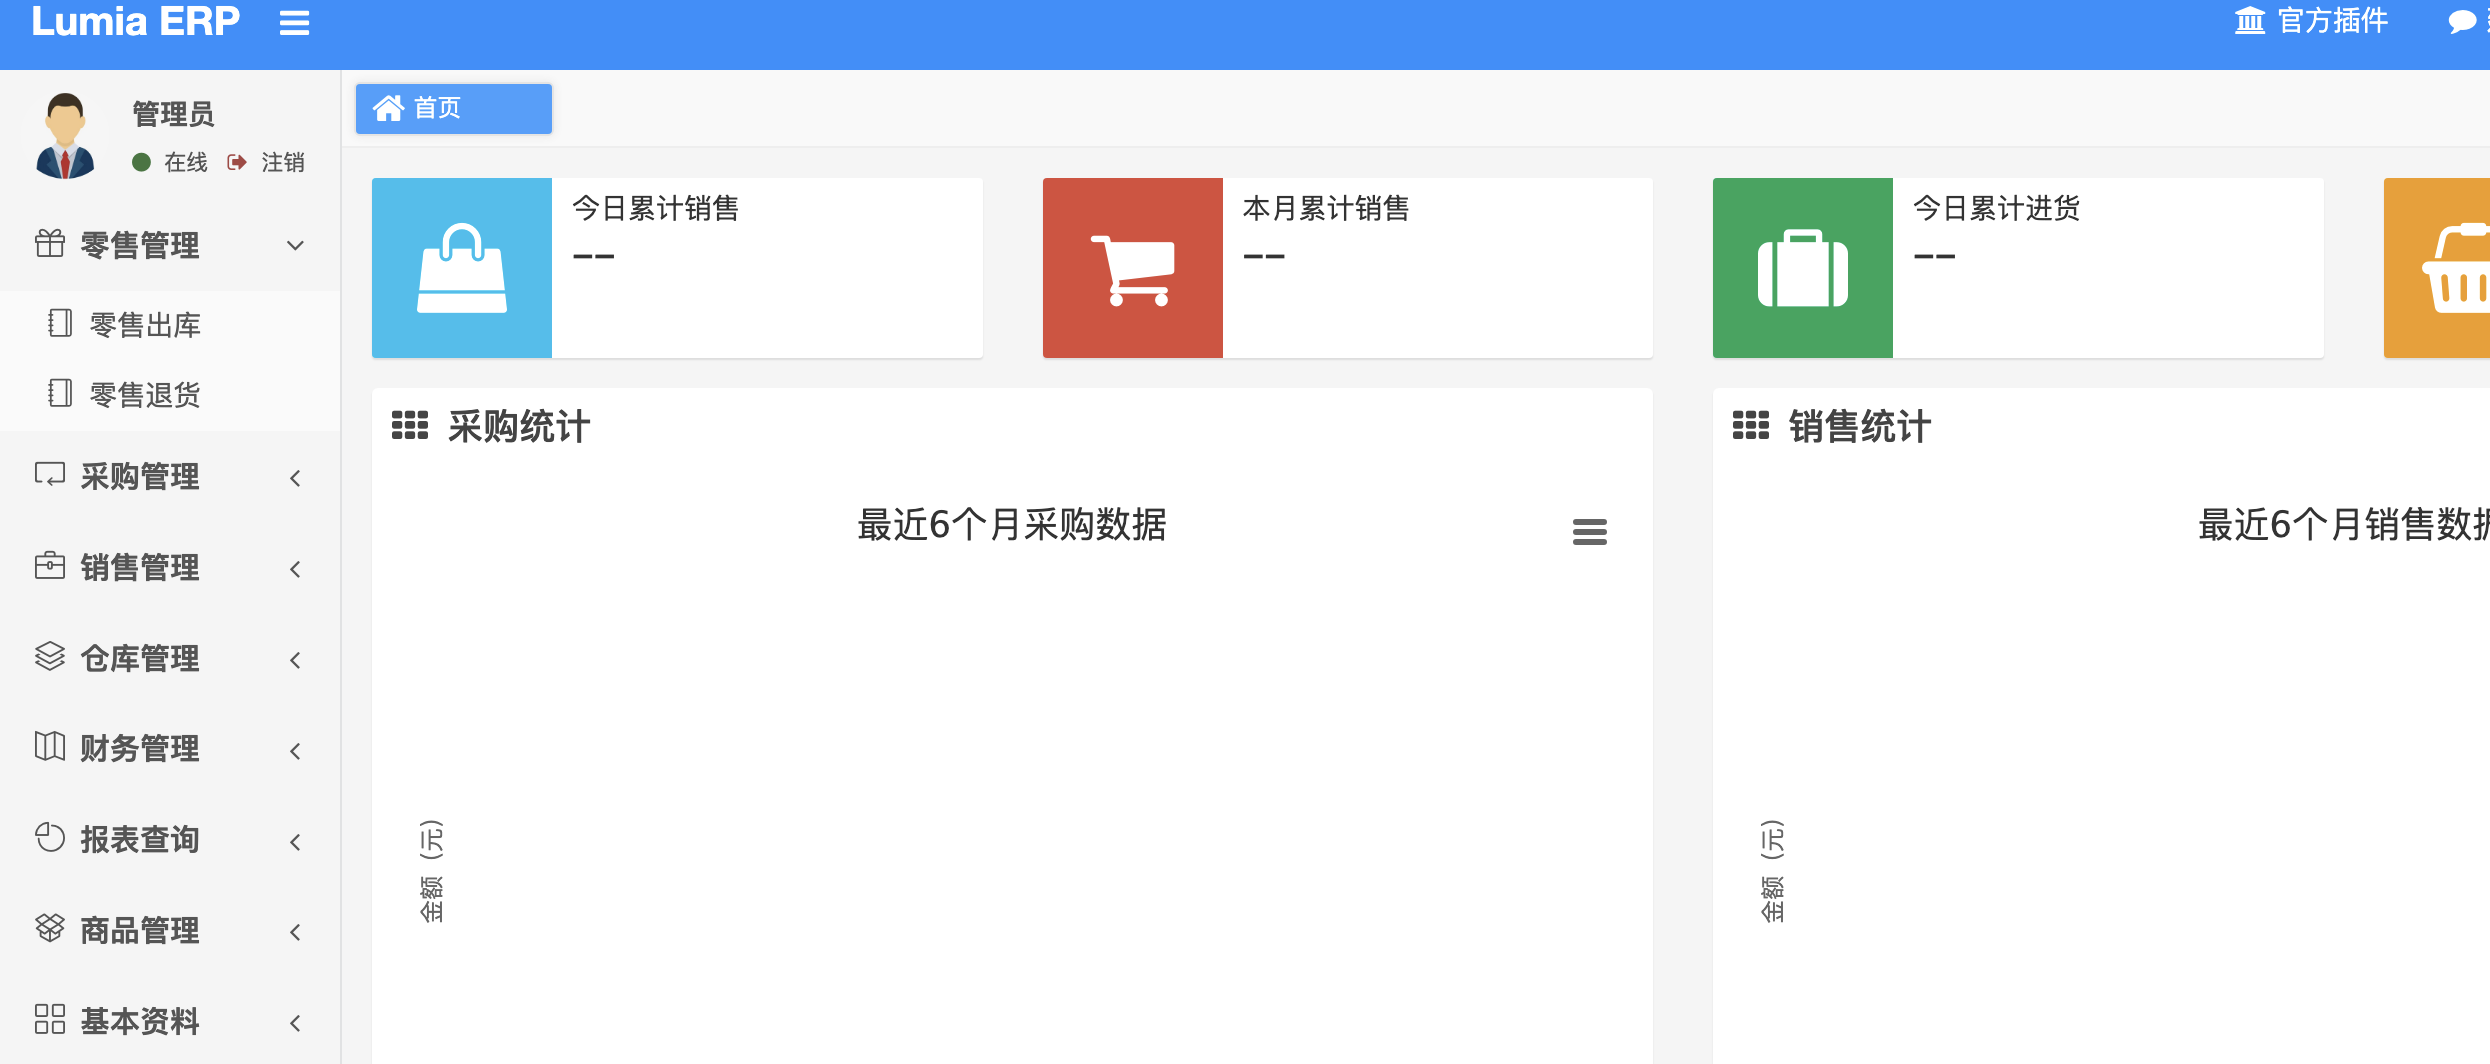 Lumia ERP
官方插件
管理员
在线 注销
首页
零售管理
零售出库
零售退货
采购管理
销售管理
仓库管理
财务管理
报表查询
商品管理
基本资料
今日累计销售
--
本月累计销售
--
今日累计进货
--
采购统计
最近6个月采购数据
金额（元）
销售统计
最近6个月销售数据
金额（元）